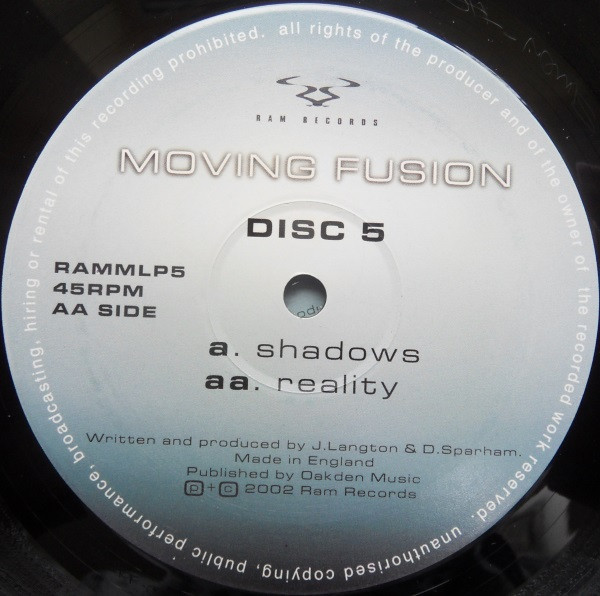 all rights of the producer and of the owner of the recorded work reserved. unauthorised copying, public performance, broadcasting, hiring or rental of this recording prohibited.
RAM RECORDS
MOVING FUSION
DISC 5
RAMMLP5
45RPM
AA SIDE
a. shadows
aa. reality
Written and produced by J.Langton & D.Sparham.
Made in England
Published by Oakden Music
p + c 2002 Ram Records